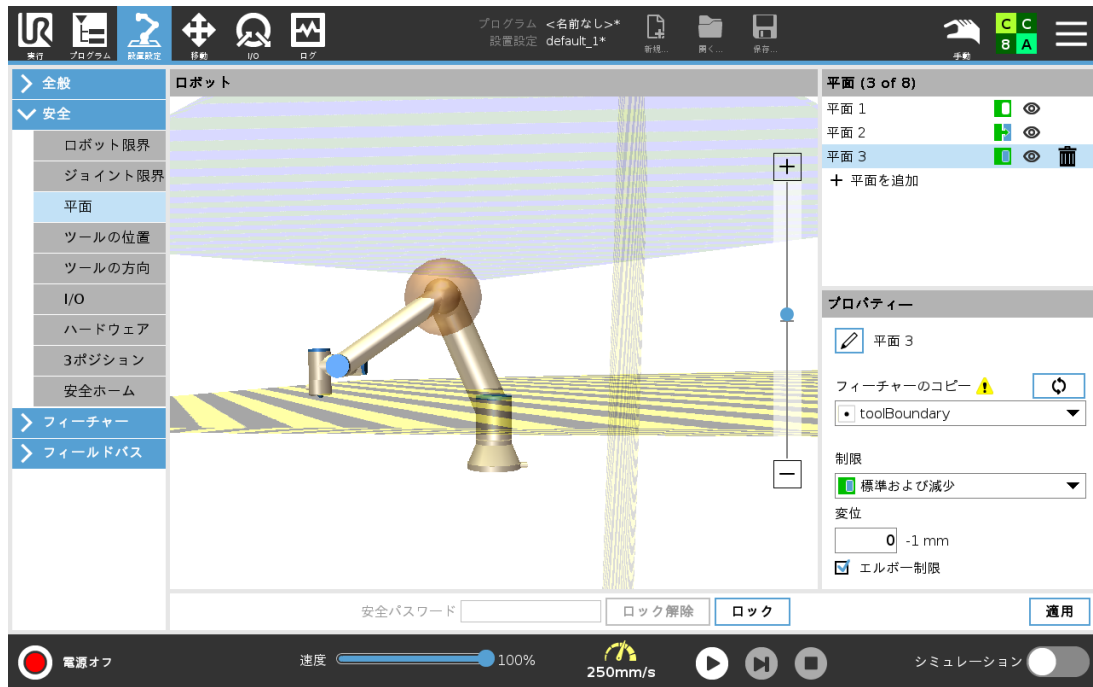 実行
プログラム
設置設定
移動
I/O
ログ
プログラム <名前なし>*
設置設定 default_1*
新規...
開く...
保存...
手動
C C
8 A
全般
安全
ロボット限界
ジョイント限界
平面
ツールの位置
ツールの方向
I/O
ハードウェア
3ポジション
安全ホーム
フィーチャー
フィールドバス
ロボット
平面 (3 of 8)
平面 1
平面 2
平面 3
平面を追加
プロパティー
平面 3
フィーチャーのコピー
toolBoundary
制限
標準および減少
変位
0 -1 mm
エルボー制限
安全パスワード
ロック解除
ロック
適用
電源オフ
速度
100%
250mm/s
シミュレーション